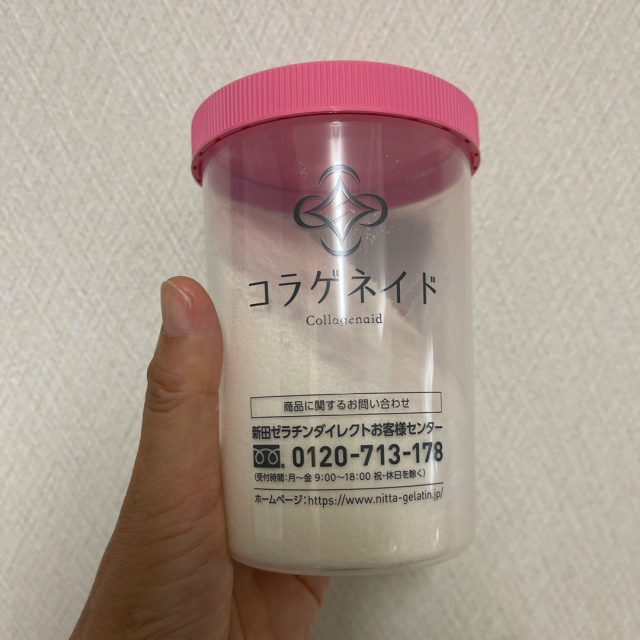 コラゲネイド
Collagenaid
商品に関するお問い合わせ
新田ゼラチンダイレクトお客様センター
0120-713-178
(受付時間:月〜金 9:00〜18:00 祝・休日を除く)
ホームページ:https://www.nitta-gelatin.jp/